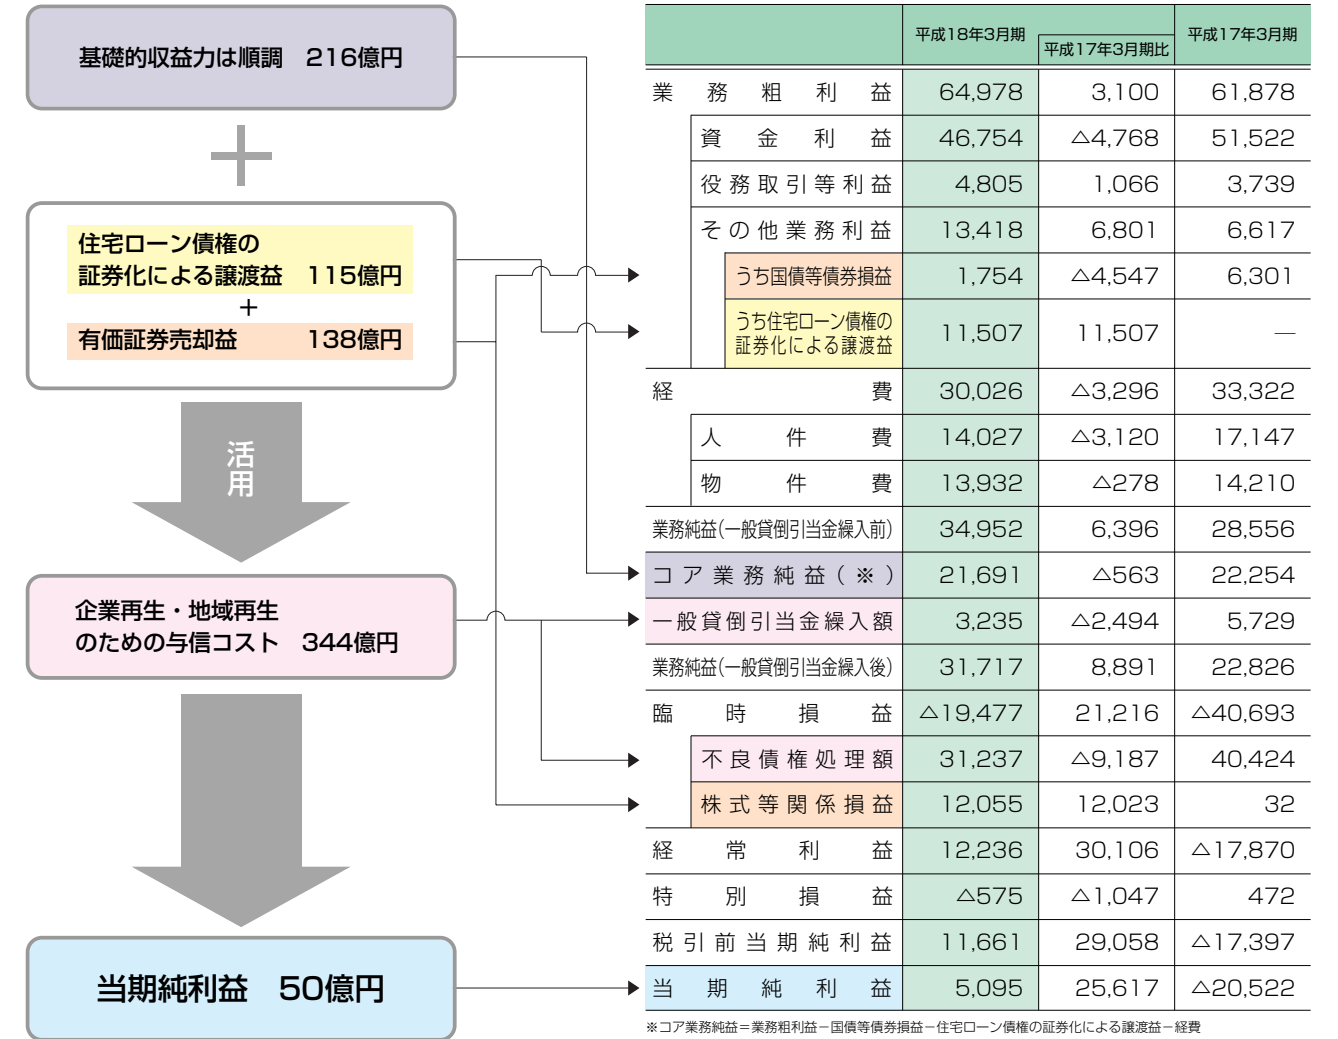 基礎的収益力は順調 216億円
＋
住宅ローン債権の
証券化による譲渡益 115億円
＋
有価証券売却益 138億円
活用
企業再生・地域再生
のための与信コスト 344億円
当期純利益 50億円
平成18年3月期 平成17年3月期比 平成17年3月期
業務粗利益 64,978 3,100 61,878
資金利益 46,754 △4,768 51,522
役務取引等利益 4,805 1,066 3,739
その他業務利益 13,418 6,801 6,617
うち国債等債券損益 1,754 △4,547 6,301
うち住宅ローン債権の
証券化による譲渡益 11,507 11,507 ―
経費 30,026 △3,296 33,322
人件費 14,027 △3,120 17,147
物件費 13,932 △278 14,210
業務純益(一般貸倒引当金繰入前) 34,952 6,396 28,556
コア業務純益(※) 21,691 △563 22,254
一般貸倒引当金繰入額 3,235 △2,494 5,729
業務純益(一般貸倒引当金繰入後) 31,717 8,891 22,826
臨時損益 △19,477 21,216 △40,693
不良債権処理額 31,237 △9,187 40,424
株式等関係損益 12,055 12,023 32
経常利益 12,236 30,106 △17,870
特別損益 △575 △1,047 472
税引前当期純利益 11,661 29,058 △17,397
当期純利益 5,095 25,617 △20,522
※コア業務純益＝業務粗利益－国債等債券損益－住宅ローン債権の証券化による譲渡益－経費